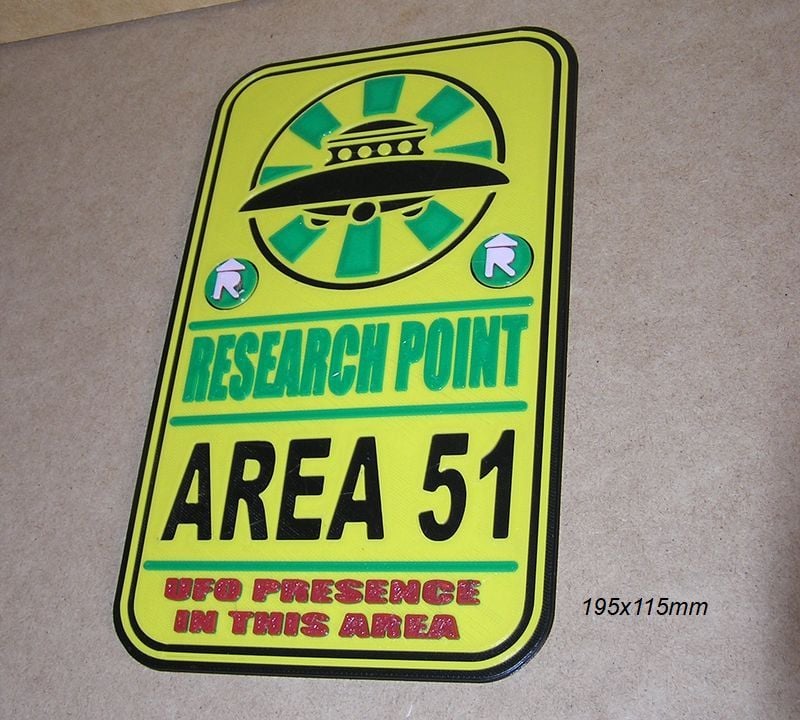 R R
RESEARCH POINT
AREA 51
UFO PRESENCE
IN THIS AREA
195x115mm